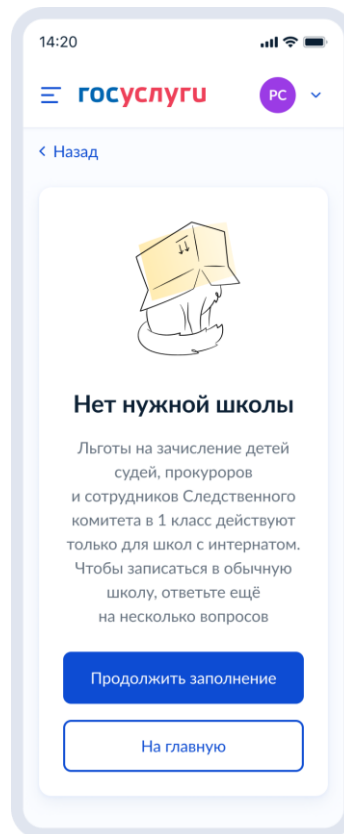 14:20
госуслуги
РС
Назад
Нет нужной школы
Льготы на зачисление детей
судей, прокуроров
и сотрудников Следственного
комитета в 1 класс действуют
только для школ с интернатом.
Чтобы записаться в обычную
школу, ответьте ещё
на несколько вопросов
Продолжить заполнение
На главную